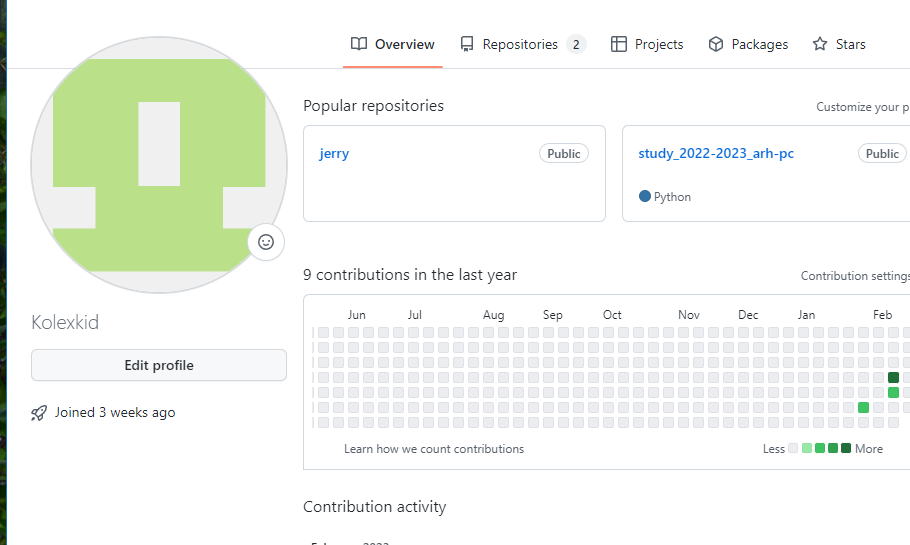 Overview Repositories 2 Projects Packages Stars
Popular repositories
Customize your p
jerry Public
study_2022-2023_arh-pc Public
Python
9 contributions in the last year
Contribution settings
Jun Jul Aug Sep Oct Nov Dec Jan Feb
Learn how we count contributions
Less More
Kolexkid
Edit profile
Joined 3 weeks ago
Contribution activity